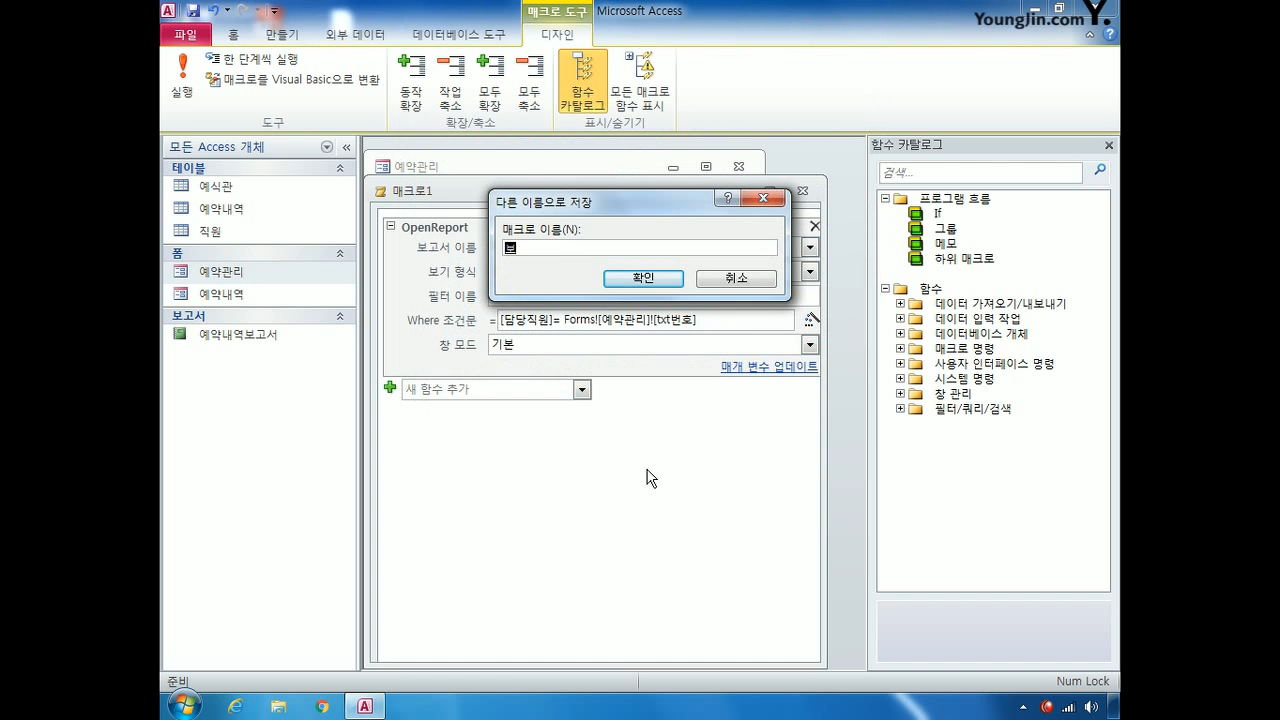 매크로 도구
Microsoft Access
YoungJin.com Y.
파일
홈
만들기
외부 데이터
데이터베이스 도구
디자인
실행
한 단계씩 실행
매크로를 Visual Basic으로 변환
도구
동작 확장
작업 축소
모두 확장
모두 축소
확장/축소
함수 카탈로그
모든 매크로 함수 표시
표시/숨기기
모든 Access 개체
테이블
예식관
예약내역
직원
폼
예약관리
예약내역
보고서
예약내역보고서
예약관리
매크로1
다른 이름으로 저장
매크로 이름(N):
보
확인
취소
OpenReport
보고서 이름
보기 형식
필터 이름
Where 조건문 = [담당직원]= Forms![예약관리]![txt번호]
창 모드 기본
매개 변수 업데이트
새 함수 추가
함수 카탈로그
검색...
프로그램 흐름
If
그룹
메모
하위 매크로
함수
데이터 가져오기/내보내기
데이터 입력 작업
데이터베이스 개체
매크로 명령
사용자 인터페이스 명령
시스템 명령
창 관리
필터/쿼리/검색
준비
Num Lock